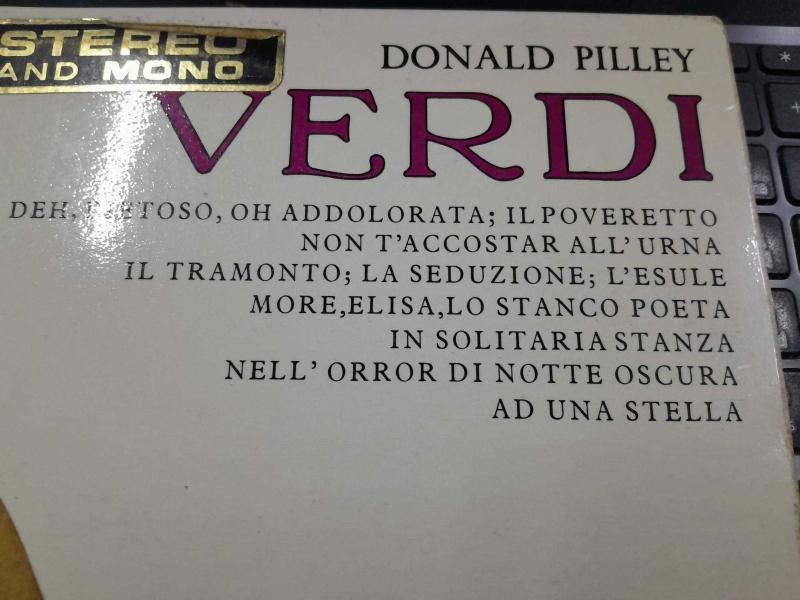 STEREO
AND MONO
DONALD PILLEY
VERDI
DEH, PIETOSO, OH ADDOLORATA; IL POVERETTO
NON T'ACCOSTAR ALL' URNA
IL TRAMONTO; LA SEDUZIONE; L'ESULE
MORE,ELISA,LO STANCO POETA
IN SOLITARIA STANZA
NELL' ORROR DI NOTTE OSCURA
AD UNA STELLA